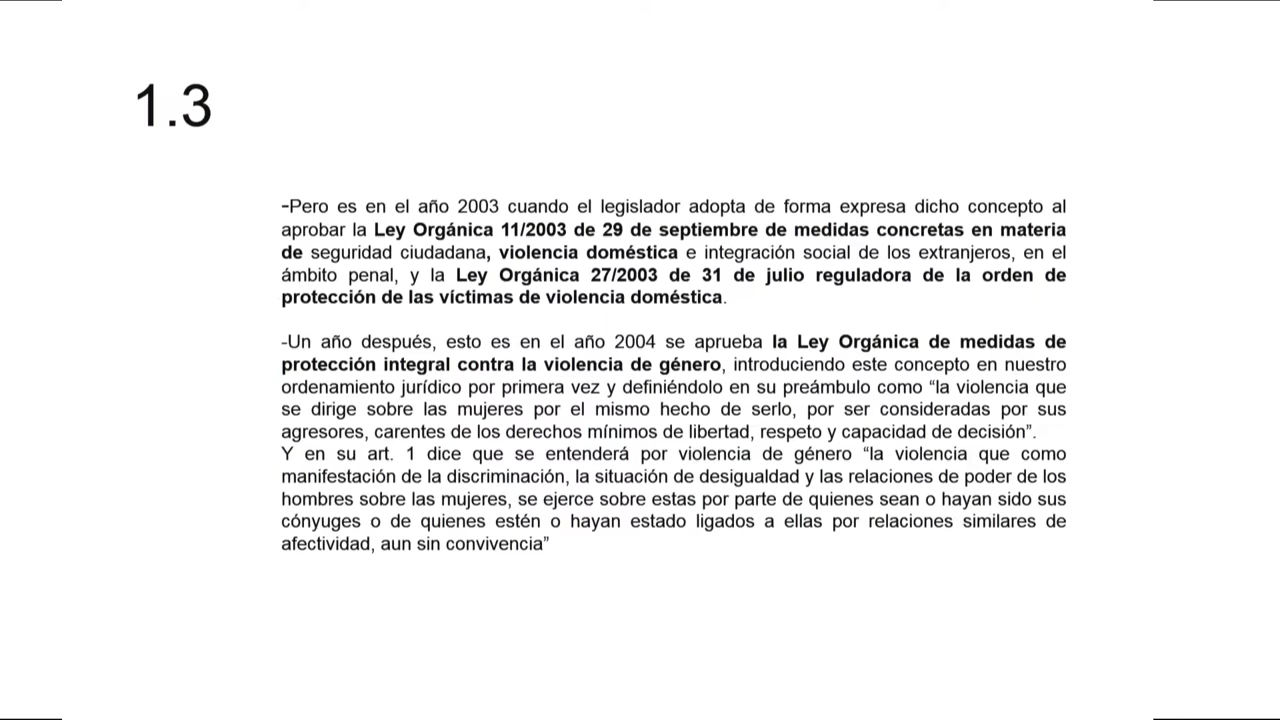 1.3
-Pero es en el año 2003 cuando el legislador adopta de forma expresa dicho concepto al
aprobar la Ley Orgánica 11/2003 de 29 de septiembre de medidas concretas en materia
de seguridad ciudadana, violencia doméstica e integración social de los extranjeros, en el
ámbito penal, y la Ley Orgánica 27/2003 de 31 de julio reguladora de la orden de
protección de las víctimas de violencia doméstica.
-Un año después, esto es en el año 2004 se aprueba la Ley Orgánica de medidas de
protección integral contra la violencia de género, introduciendo este concepto en nuestro
ordenamiento jurídico por primera vez y definiéndolo en su preámbulo como “la violencia que
se dirige sobre las mujeres por el mismo hecho de serlo, por ser consideradas por sus
agresores, carentes de los derechos mínimos de libertad, respeto y capacidad de decisión”.
Y en su art. 1 dice que se entenderá por violencia de género “la violencia que como
manifestación de la discriminación, la situación de desigualdad y las relaciones de poder de los
hombres sobre las mujeres, se ejerce sobre estas por parte de quienes sean o hayan sido sus
cónyuges o de quienes estén o hayan estado ligados a ellas por relaciones similares de
afectividad, aun sin convivencia”